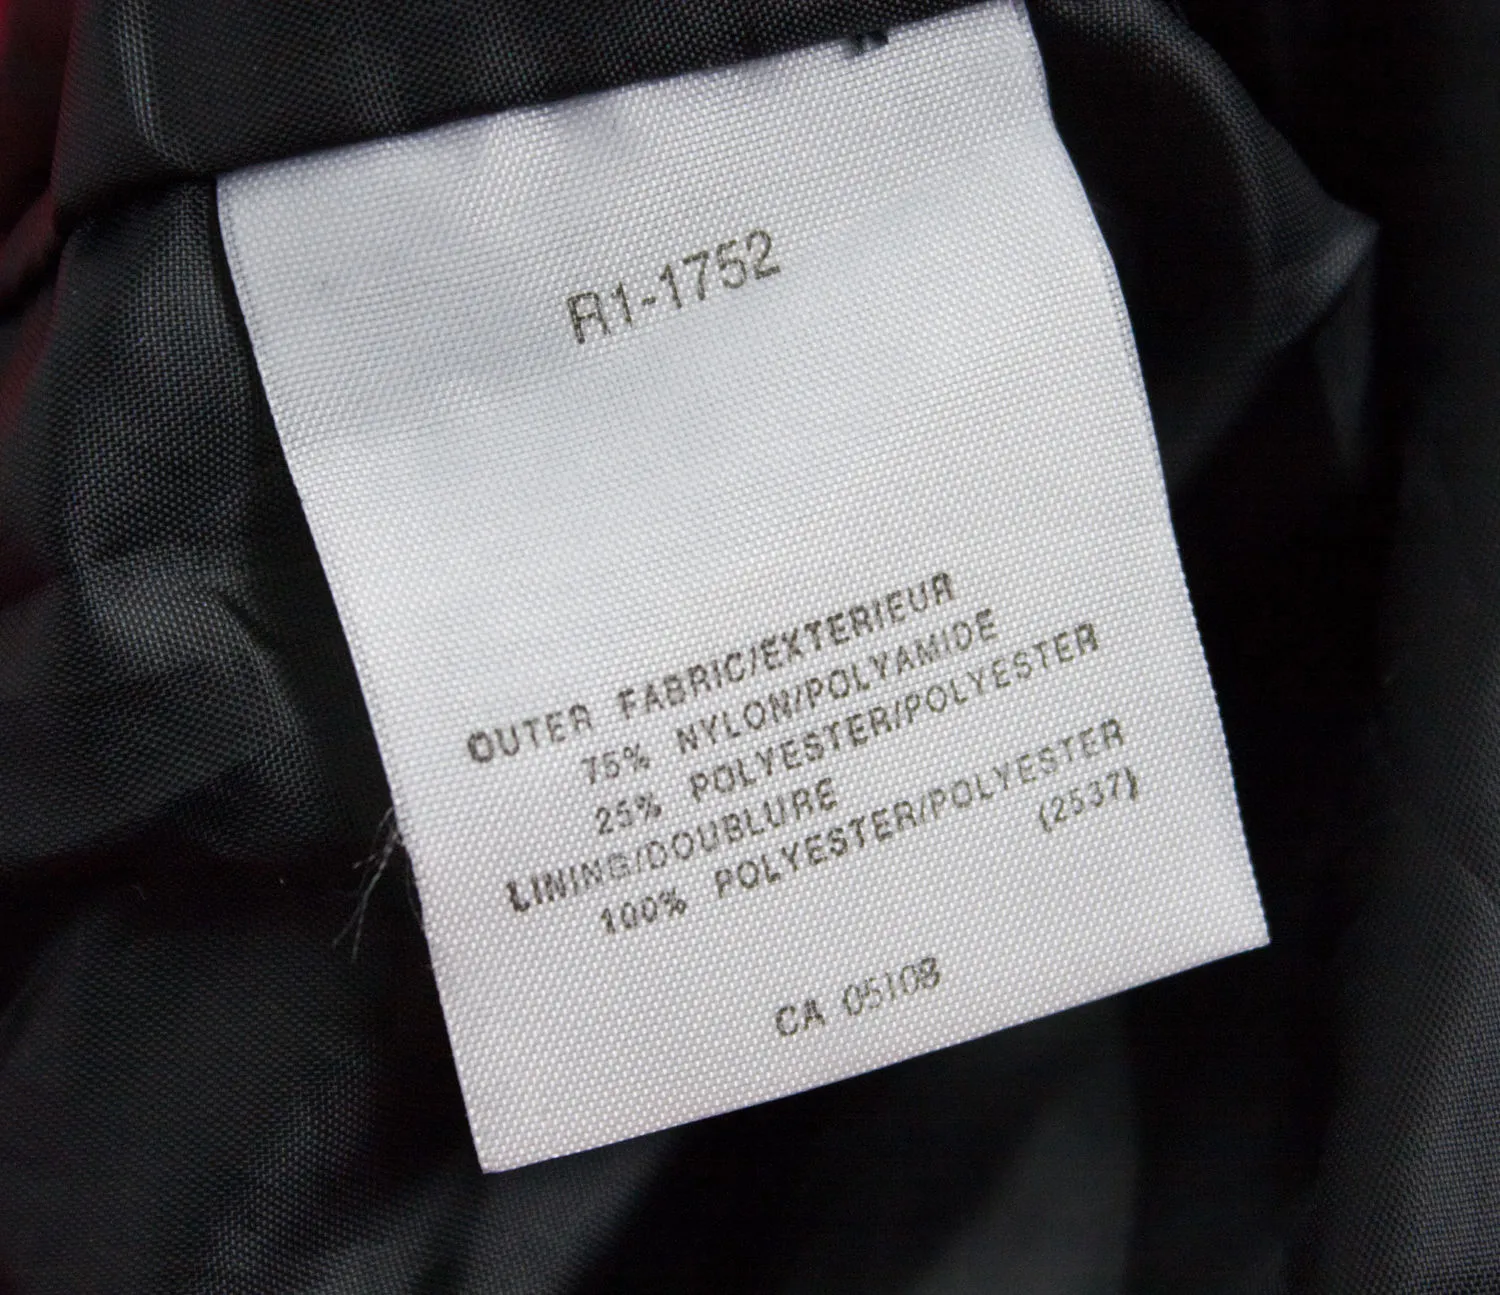 R1-1752
OUTER FABRIC/EXTERIEUR
75% NYLON/POLYAMIDE
25% POLYESTER/POLYESTER
LINING/DOUBLURE
100% POLYESTER/POLYESTER
(2537)
CA 05108